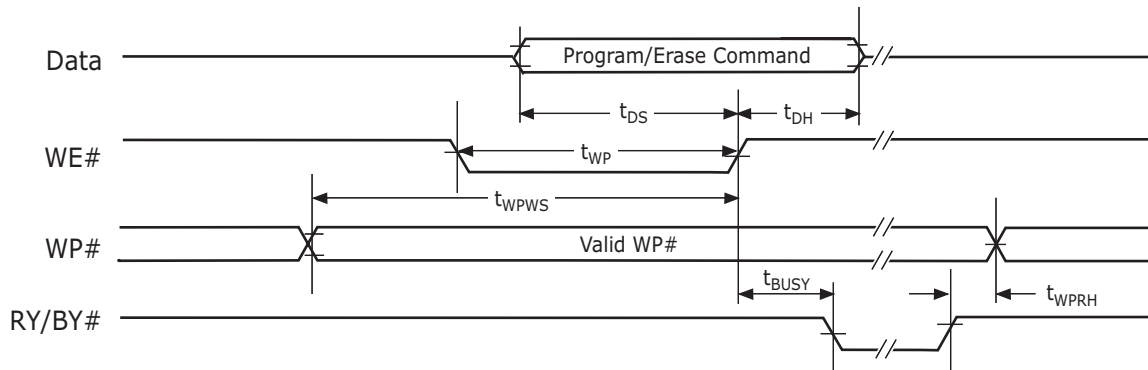 Data
Program/Erase Command
tDS
tDH
WE#
tWP
tWPWS
WP#
Valid WP#
tBUSY
tWPRH
RY/BY#